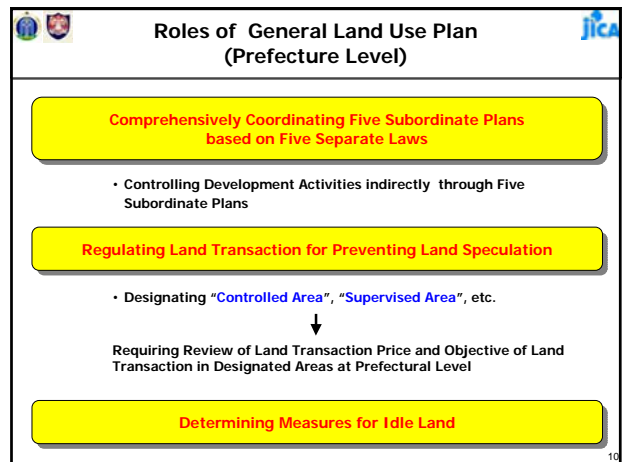 Roles of General Land Use Plan
(Prefecture Level)
jica
Comprehensively Coordinating Five Subordinate Plans
based on Five Separate Laws
• Controlling Development Activities indirectly through Five
Subordinate Plans
Regulating Land Transaction for Preventing Land Speculation
• Designating “Controlled Area”, “Supervised Area”, etc.
Requiring Review of Land Transaction Price and Objective of Land
Transaction in Designated Areas at Prefectural Level
Determining Measures for Idle Land
10